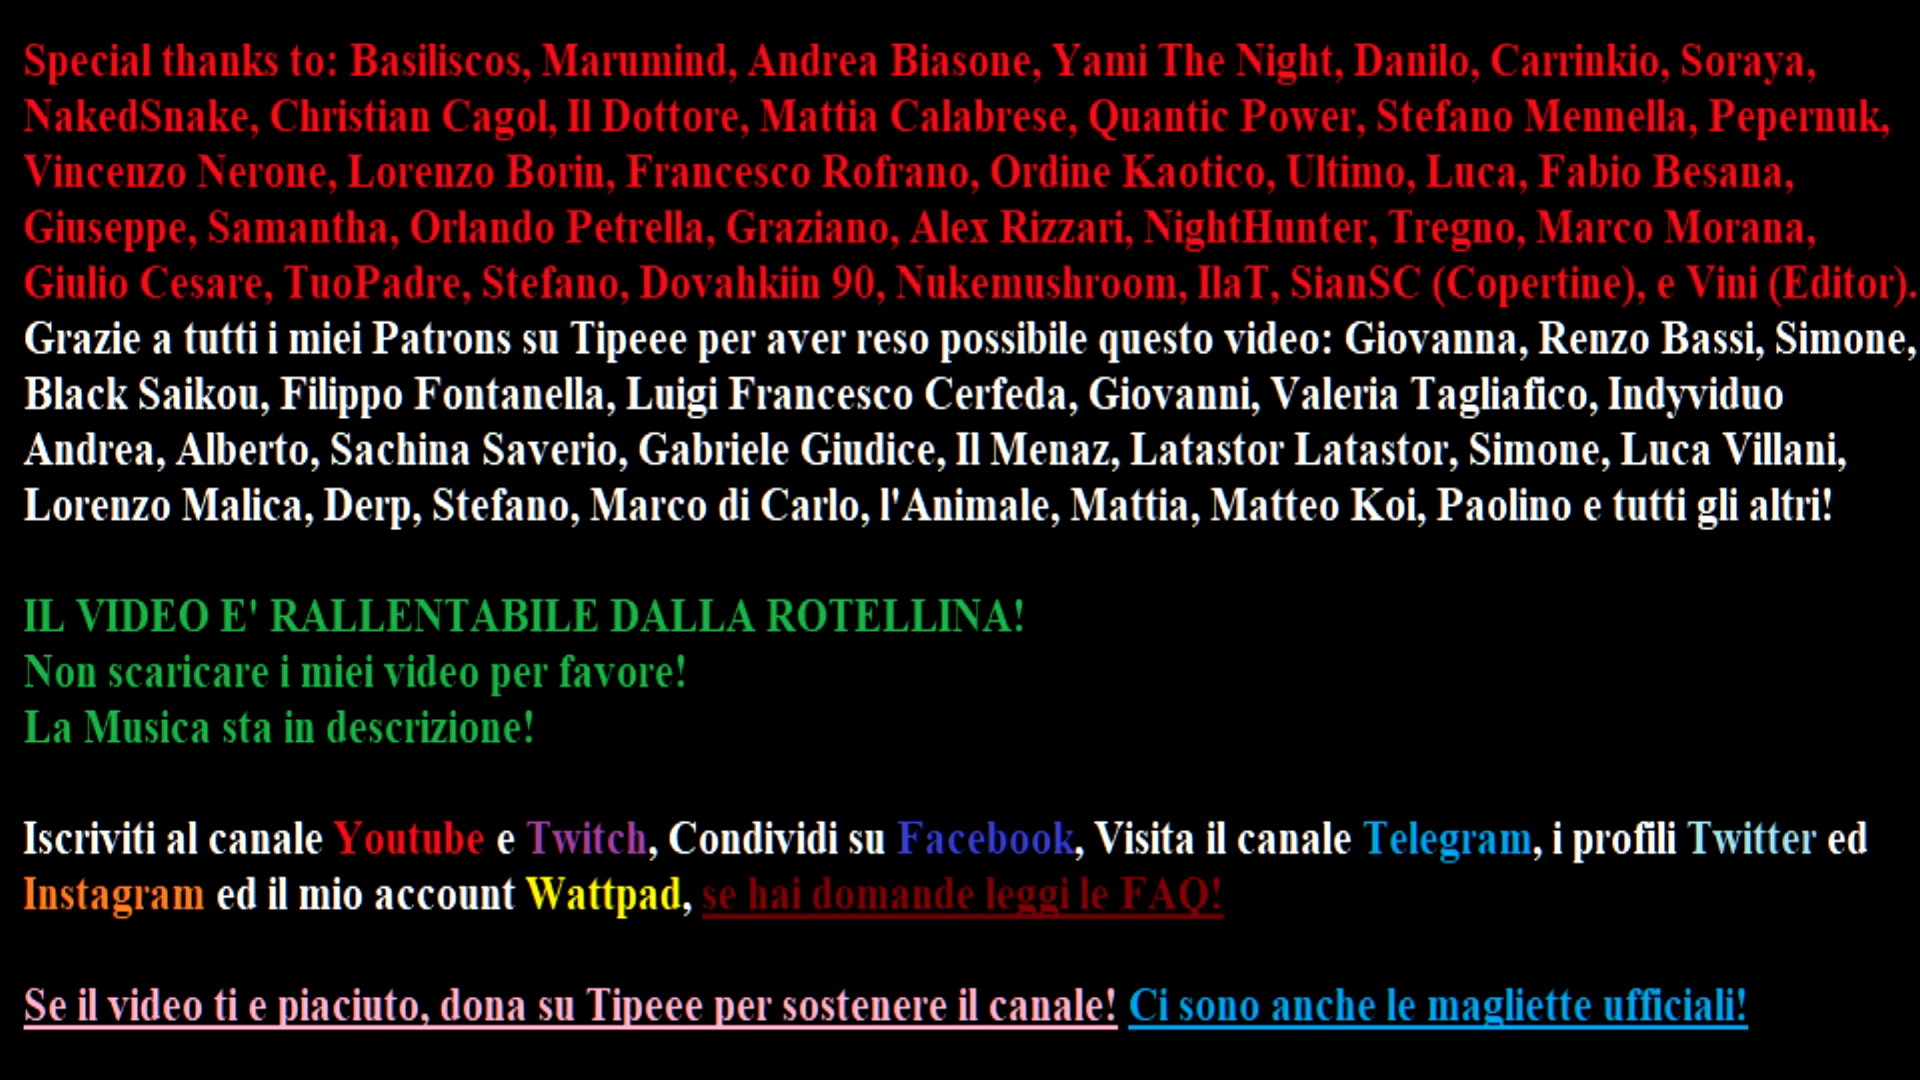 Special thanks to: Basiliscos, Marumind, Andrea Biasone, Yami The Night, Danilo, Carrinkio, Soraya,
NakedSnake, Christian Cagol, Il Dottore, Mattia Calabrese, Quantic Power, Stefano Mennella, Pepernuk,
Vincenzo Nerone, Lorenzo Borin, Francesco Rofrano, Ordine Kaotico, Ultimo, Luca, Fabio Besana,
Giuseppe, Samantha, Orlando Petrella, Graziano, Alex Rizzari, NightHunter, Tregno, Marco Morana,
Giulio Cesare, TuoPadre, Stefano, Dovahkiin 90, Nukemushroom, IlaT, SianSC (Copertine), e Vini (Editor).
Grazie a tutti i miei Patrons su Tipeee per aver reso possibile questo video: Giovanna, Renzo Bassi, Simone,
Black Saikou, Filippo Fontanella, Luigi Francesco Cerfeda, Giovanni, Valeria Tagliafico, Indyviduo
Andrea, Alberto, Sachina Saverio, Gabriele Giudice, Il Menaz, Latastor Latastor, Simone, Luca Villani,
Lorenzo Malica, Derp, Stefano, Marco di Carlo, l'Animale, Mattia, Matteo Koi, Paolino e tutti gli altri!
IL VIDEO E' RALLENTABILE DALLA ROTELLINA!
Non scaricare i miei video per favore!
La Musica sta in descrizione!
Iscriviti al canale Youtube e Twitch, Condividi su Facebook, Visita il canale Telegram, i profili Twitter ed
Instagram ed il mio account Wattpad, se hai domande leggi le FAQ!
Se il video ti e piaciuto, dona su Tipeee per sostenere il canale! Ci sono anche le magliette ufficiali!